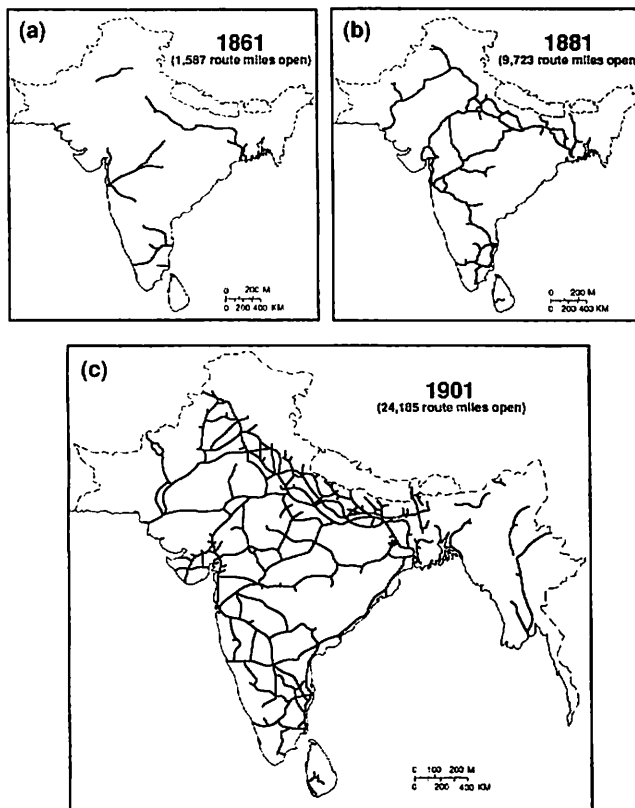 (a)
1861
(1,587 route miles open)
0 200 M
0 200 400 KM
(b)
1881
(9,723 route miles open)
0 200 M
0 200 400 KM
(c)
1901
(24,185 route miles open)
0 100 200 M
0 200 400 KM